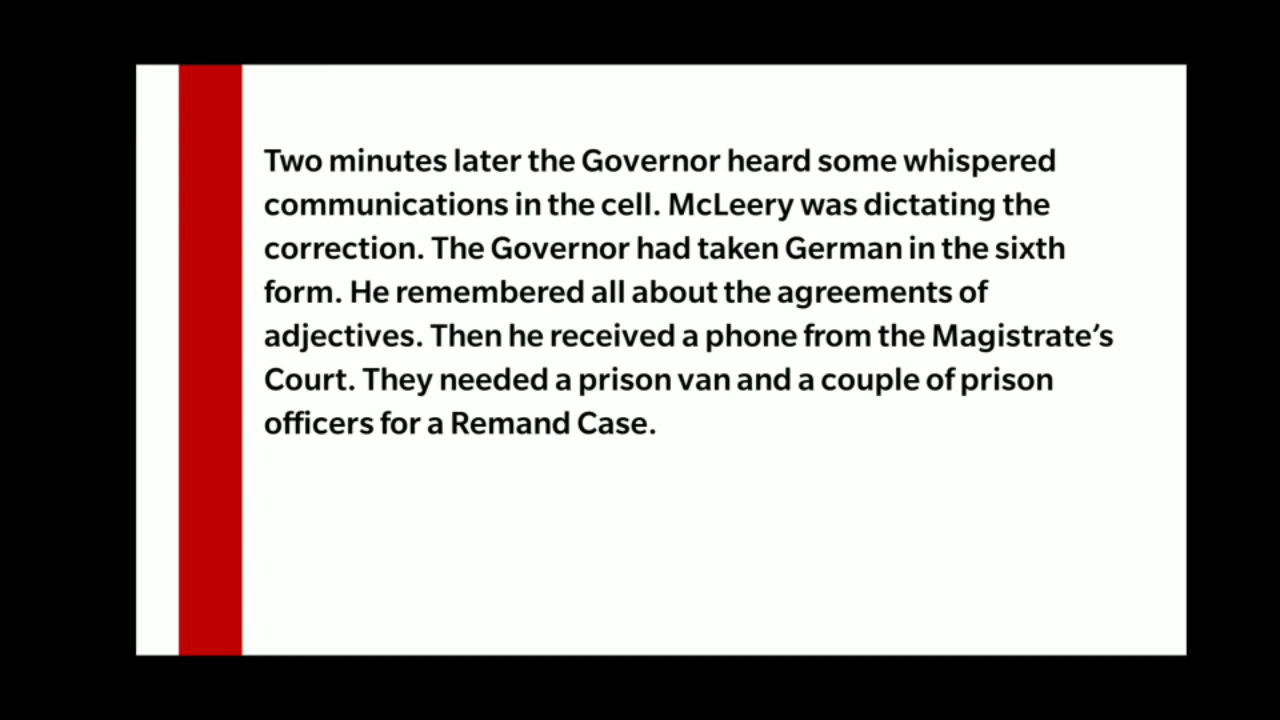 Two minutes later the Governor heard some whispered
communications in the cell. McLeery was dictating the
correction. The Governor had taken German in the sixth
form. He remembered all about the agreements of
adjectives. Then he received a phone from the Magistrate’s
Court. They needed a prison van and a couple of prison
officers for a Remand Case.